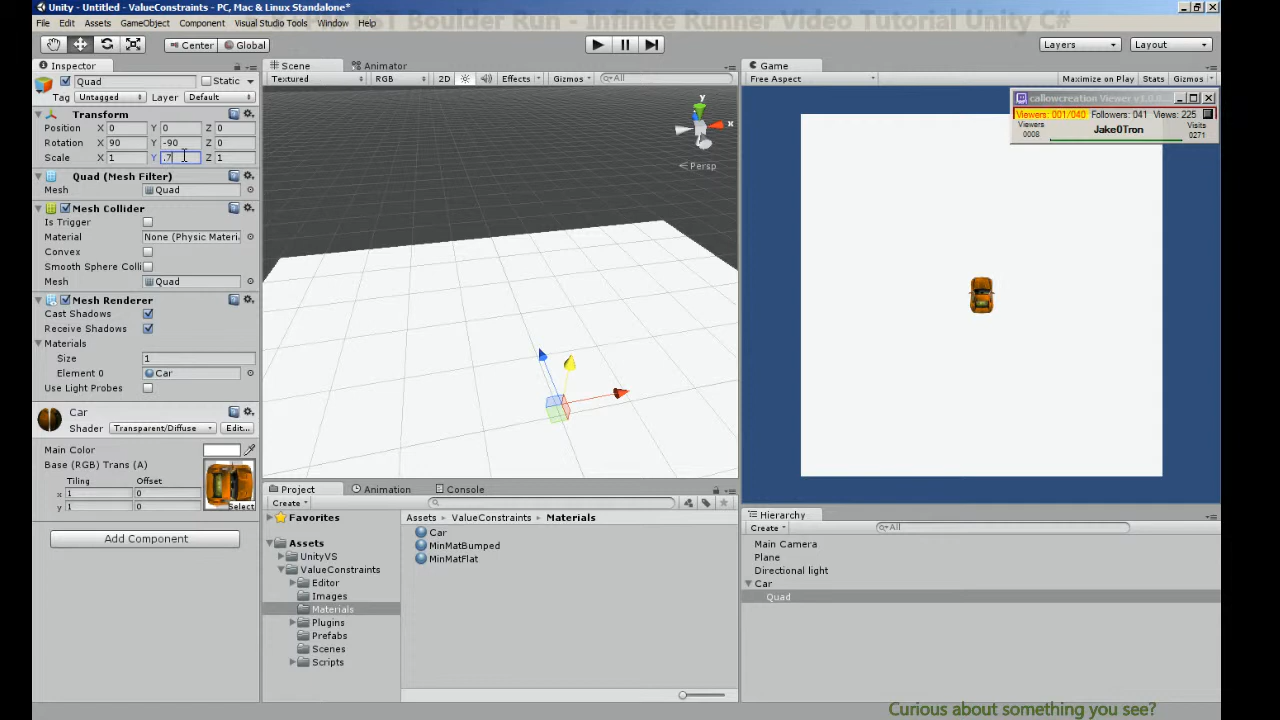 Unity - Untitled - ValueConstraints - PC, Mac & Linux Standalone*
BoT Boulder Run - Infinite Runner Video Tutorial Unity C#
File Edit Assets GameObject Component Visual Studio Tools Window Help
Center Global Layers Layout
Inspector
Quad Static
Tag Untagged Layer Default
Transform
Position X 0 Y 0 Z 0
Rotation X 90 Y -90 Z 0
Scale X 1 Y .7 Z 1
Quad (Mesh Filter)
Mesh Quad
Mesh Collider
Is Trigger
Material None (Physic Materi
Convex
Smooth Sphere Colli
Mesh Quad
Mesh Renderer
Cast Shadows
Receive Shadows
Materials
Size 1
Element 0 Car
Use Light Probes
Car
Shader Transparent/Diffuse Edit...
Main Color
Base (RGB) Trans (A)
Tiling Offset
x 1 0
y 1 0
Select
Add Component
Scene Animator
Textured RGB 2D Effects Gizmos All
y
x
Persp
Game
Free Aspect Maximize on Play Stats Gizmos
callowcreation Viewer v1.0.0
Viewers: 001/040 Followers: 041 Views: 225
Viewers 0008 Jake0Tron Visits 0271
Project Animation Console
Create
Favorites
Assets
UnityVS
ValueConstraints
Editor
Images
Materials
Plugins
Prefabs
Scenes
Scripts
Assets ValueConstraints Materials
Car
MinMatBumped
MinMatFlat
Hierarchy
Create All
Main Camera
Plane
Directional light
Car
Quad
Curious about something you see?